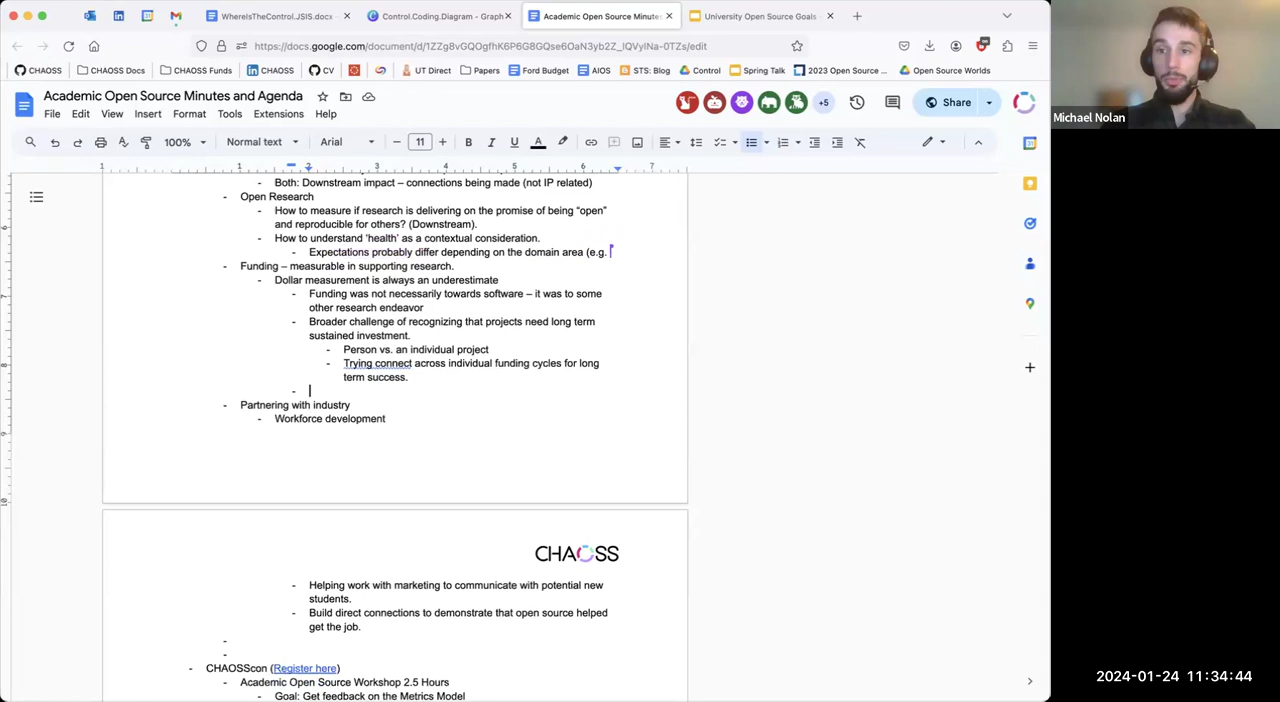 WhereIsTheControl.JSIS.docx
Control.Coding.Diagram - Graph
Academic Open Source Minutes
University Open Source Goals
https://docs.google.com/document/d/1ZZg8vGQOgfhK6P6G8GQse6OaN3yb2Z_IQVyINa-0TZs/edit
CHAOSS
CHAOSS Docs
CHAOSS Funds
CHAOSS
CV
UT Direct
Papers
Ford Budget
AIOS
STS: Blog
Control
Spring Talk
2023 Open Source ...
Open Source Worlds
Academic Open Source Minutes and Agenda
File Edit View Insert Format Tools Extensions Help
+5
Share
100%
Normal text
Arial
11
B I U A
1 1 2 3 4 5 6 7
- Both: Downstream impact – connections being made (not IP related)
- Open Research
- How to measure if research is delivering on the promise of being "open"
and reproducible for others? (Downstream).
- How to understand 'health' as a contextual consideration.
- Expectations probably differ depending on the domain area (e.g.
- Funding – measurable in supporting research.
- Dollar measurement is always an underestimate
- Funding was not necessarily towards software – it was to some
other research endeavor
- Broader challenge of recognizing that projects need long term
sustained investment.
- Person vs. an individual project
- Trying connect across individual funding cycles for long
term success.
-
- Partnering with industry
- Workforce development
CHAOSS
- Helping work with marketing to communicate with potential new
students.
- Build direct connections to demonstrate that open source helped
get the job.
-
-
- CHAOSScon (Register here)
- Academic Open Source Workshop 2.5 Hours
- Goal: Get feedback on the Metrics Model
Michael Nolan
2024-01-24 11:34:44